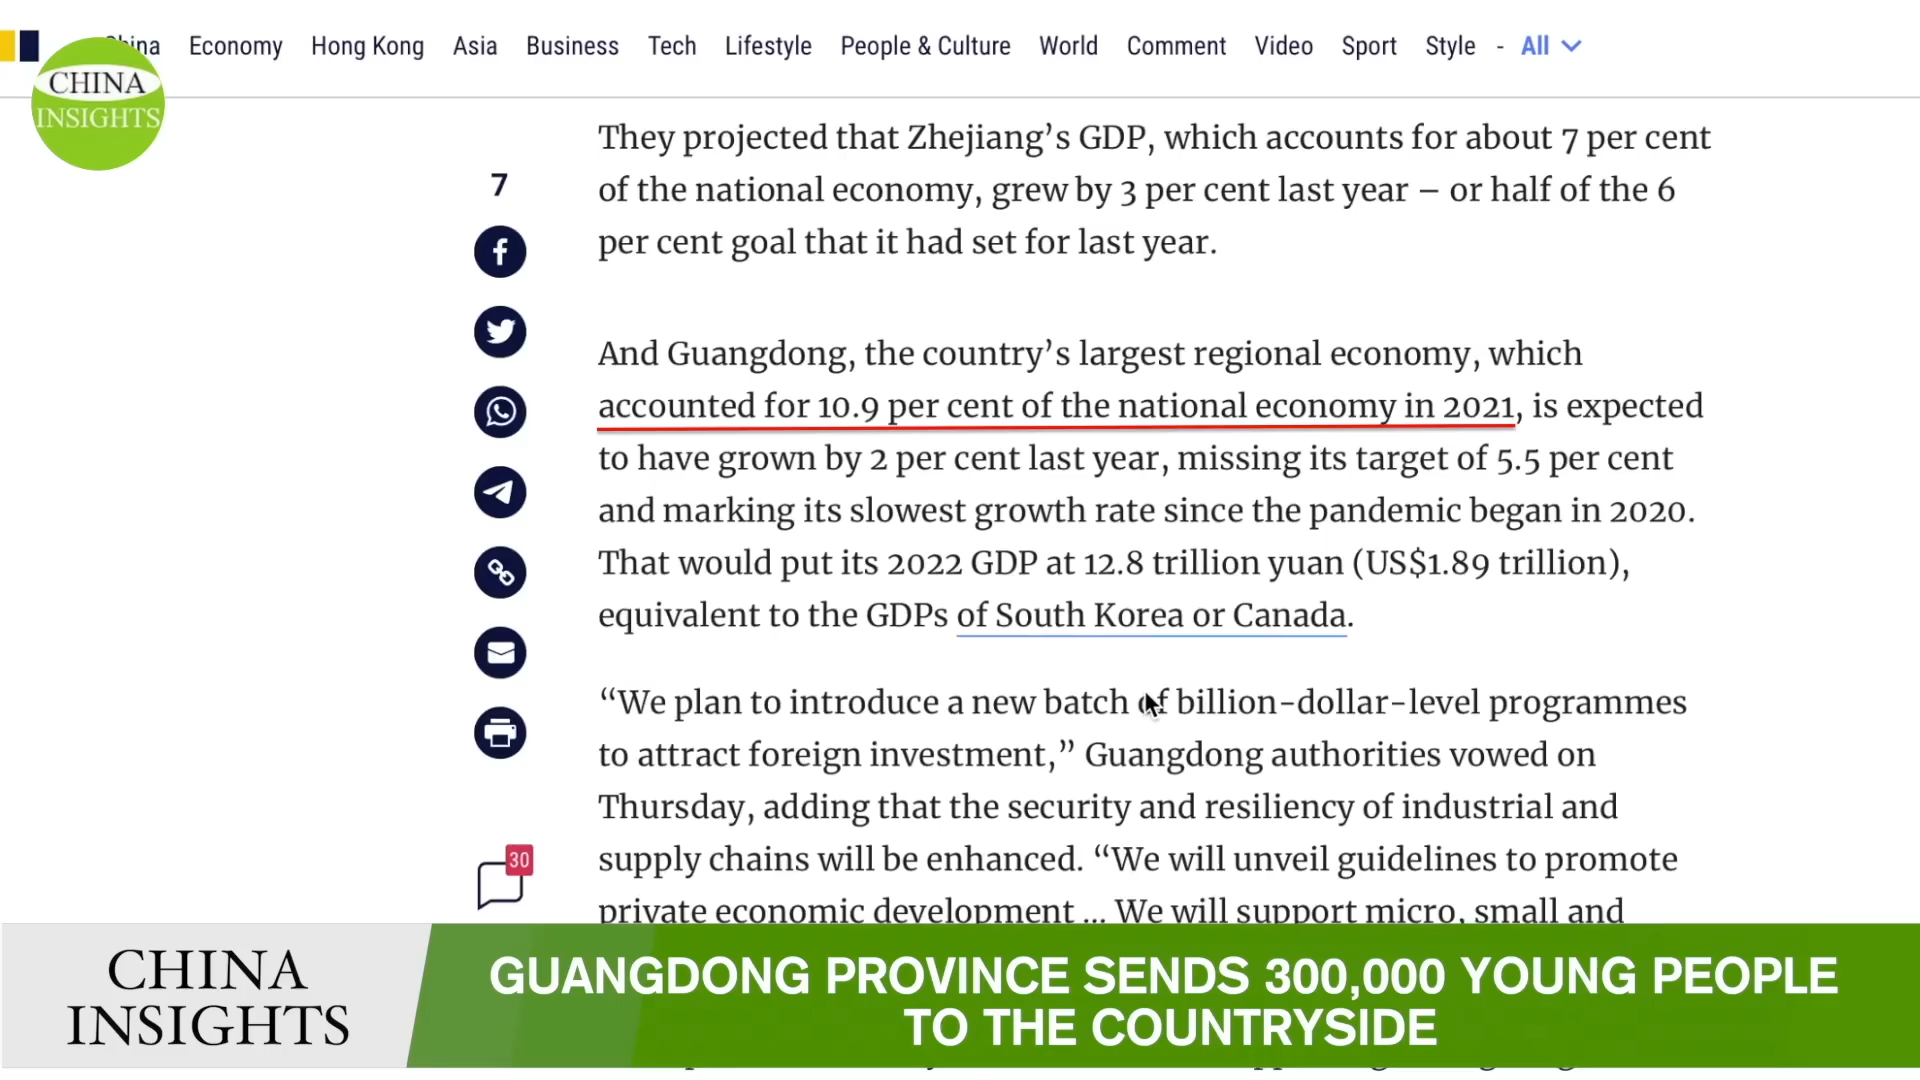 China Economy Hong Kong Asia Business Tech Lifestyle People & Culture World Comment Video Sport Style - All
CHINA
INSIGHTS
They projected that Zhejiang’s GDP, which accounts for about 7 per cent
of the national economy, grew by 3 per cent last year – or half of the 6
per cent goal that it had set for last year.
7
And Guangdong, the country’s largest regional economy, which
accounted for 10.9 per cent of the national economy in 2021, is expected
to have grown by 2 per cent last year, missing its target of 5.5 per cent
and marking its slowest growth rate since the pandemic began in 2020.
That would put its 2022 GDP at 12.8 trillion yuan (US$1.89 trillion),
equivalent to the GDPs of South Korea or Canada.
“We plan to introduce a new batch of billion-dollar-level programmes
to attract foreign investment,” Guangdong authorities vowed on
Thursday, adding that the security and resiliency of industrial and
supply chains will be enhanced. “We will unveil guidelines to promote
private economic development ... We will support micro, small and
30
CHINA
INSIGHTS
GUANGDONG PROVINCE SENDS 300,000 YOUNG PEOPLE
TO THE COUNTRYSIDE